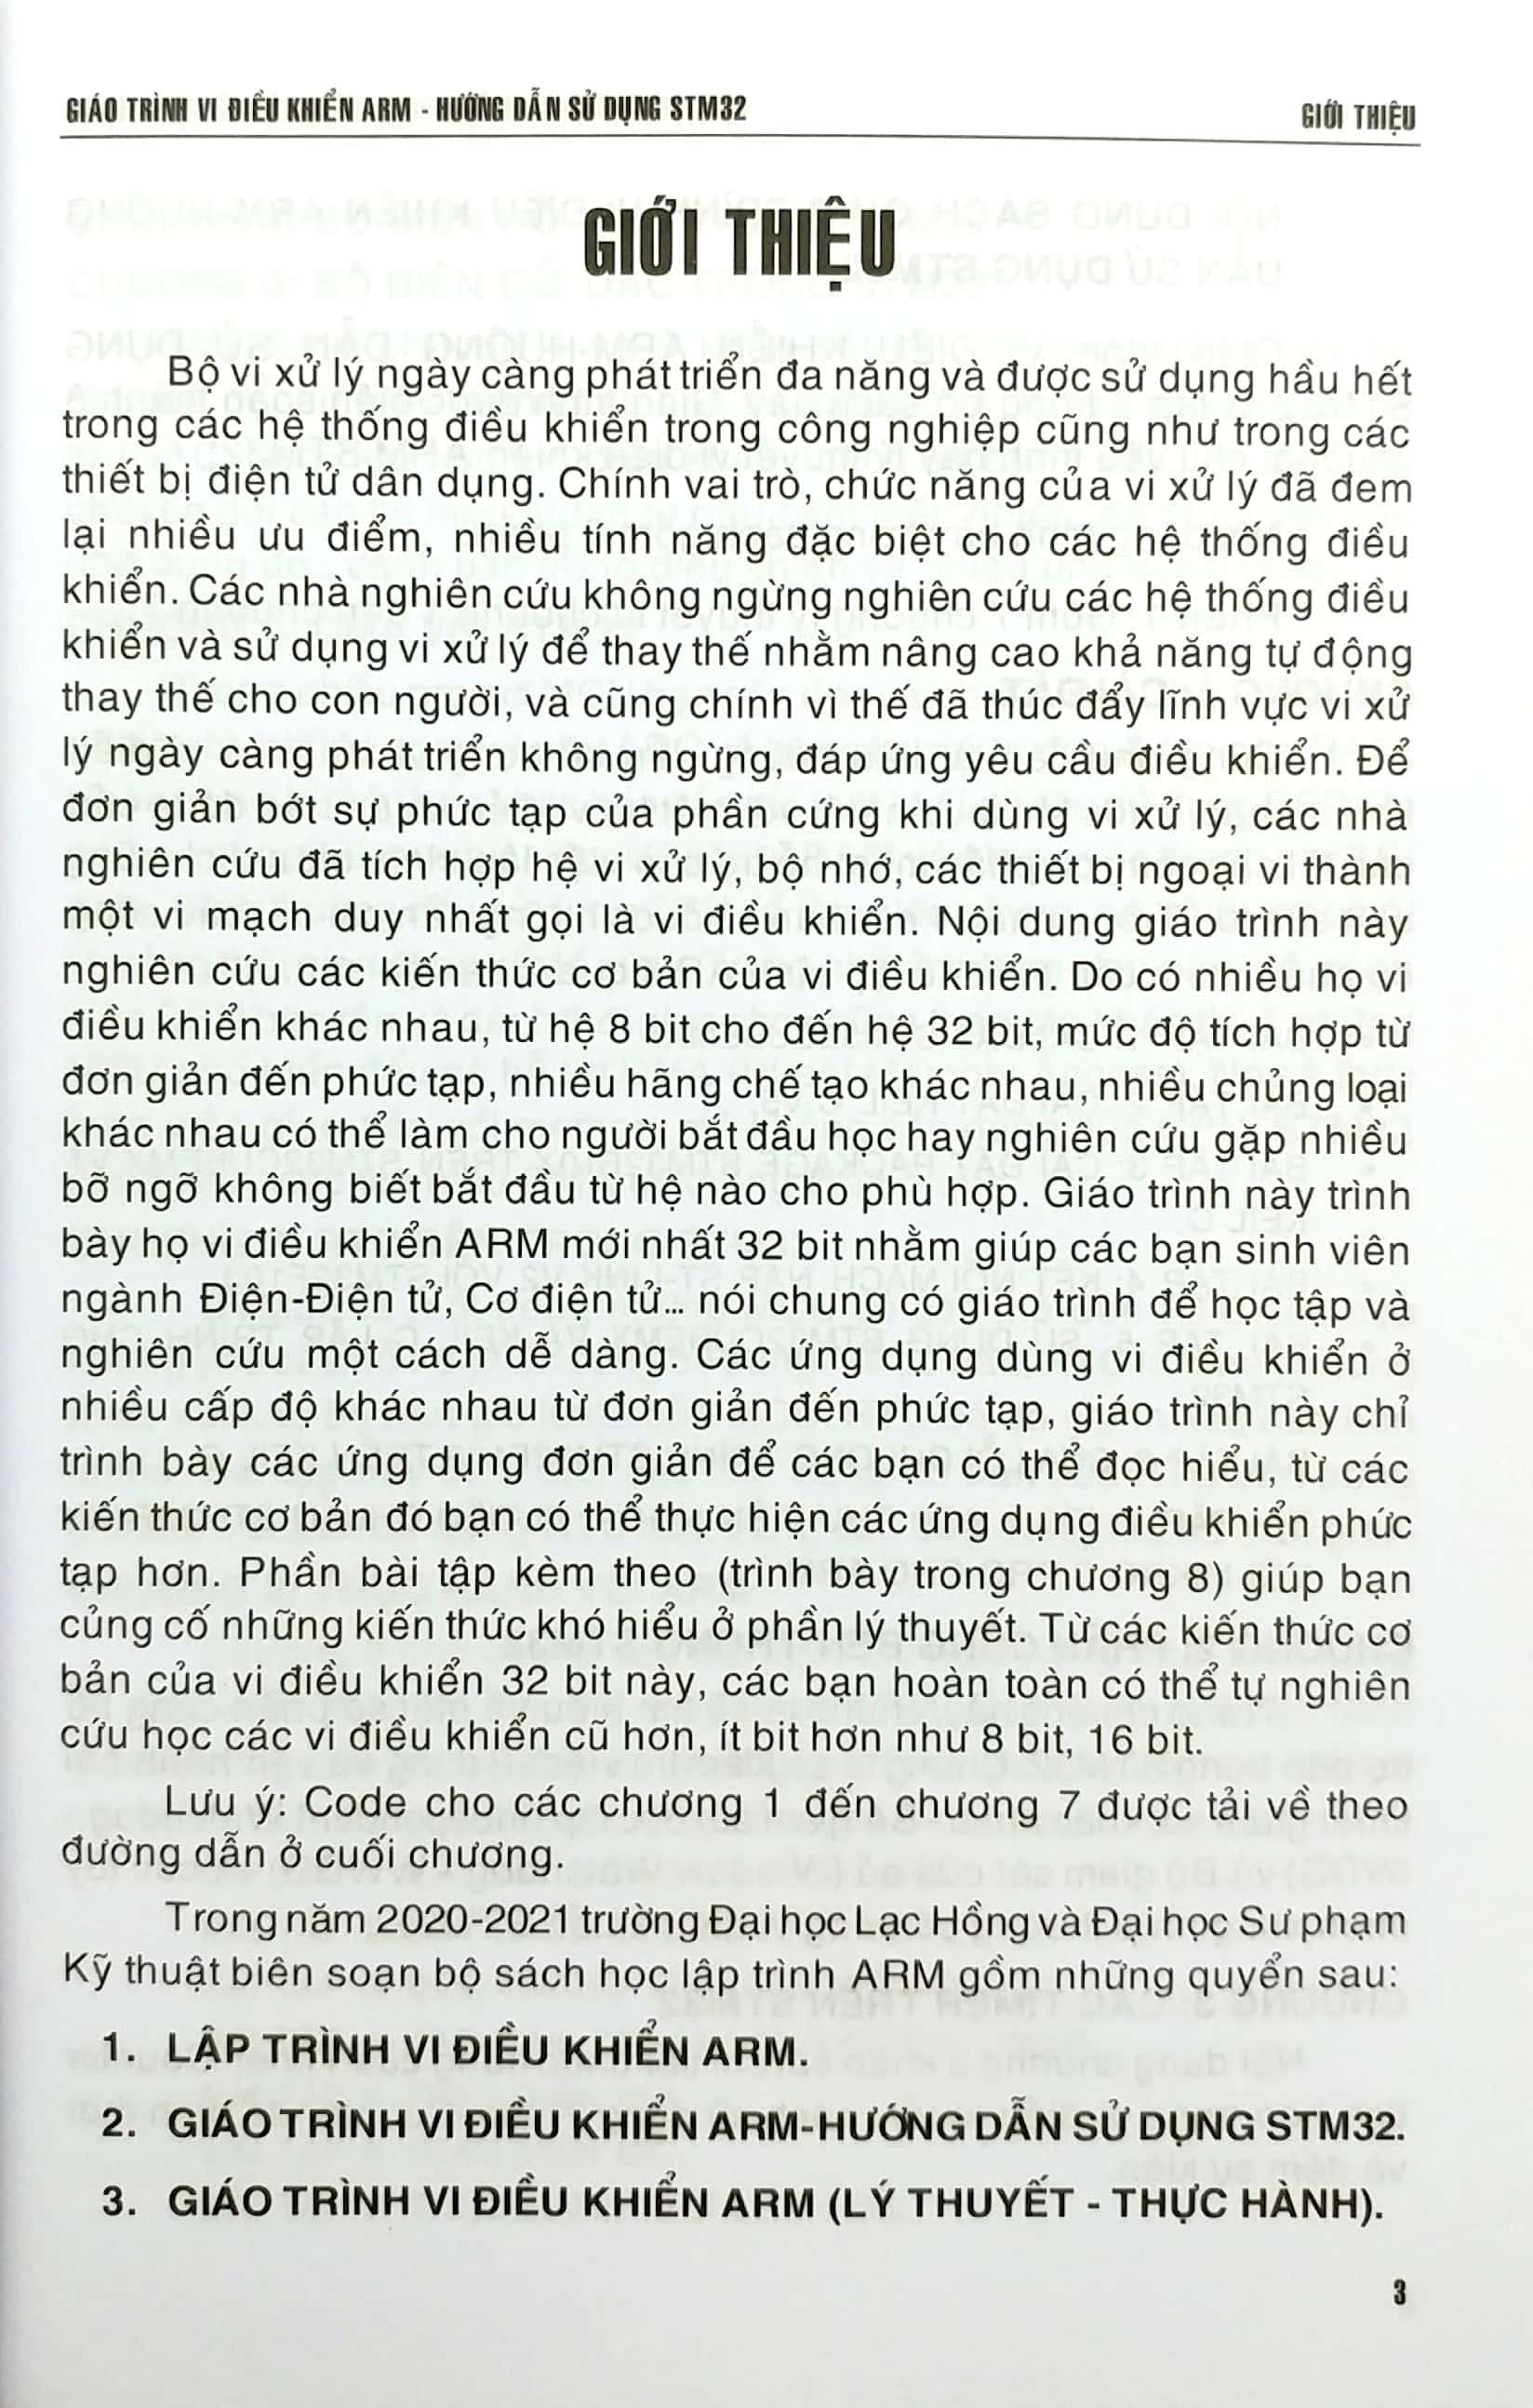 GIÁO TRÌNH VI ĐIỀU KHIỂN ARM - HƯỚNG DẪN SỬ DỤNG STM32
GIỚI THIỆU
GIỚI THIỆU
Bộ vi xử lý ngày càng phát triển đa năng và được sử dụng hầu hết
trong các hệ thống điều khiển trong công nghiệp cũng như trong các
thiết bị điện tử dân dụng. Chính vai trò, chức năng của vi xử lý đã đem
lại nhiều ưu điểm, nhiều tính năng đặc biệt cho các hệ thống điều
khiển. Các nhà nghiên cứu không ngừng nghiên cứu các hệ thống điều
khiển và sử dụng vi xử lý để thay thế nhằm nâng cao khả năng tự động
thay thế cho con người, và cũng chính vì thế đã thúc đẩy lĩnh vực vi xử
lý ngày càng phát triển không ngừng, đáp ứng yêu cầu điều khiển. Để
đơn giản bớt sự phức tạp của phần cứng khi dùng vi xử lý, các nhà
nghiên cứu đã tích hợp hệ vi xử lý, bộ nhớ, các thiết bị ngoại vi thành
một vi mạch duy nhất gọi là vi điều khiển. Nội dung giáo trình này
nghiên cứu các kiến thức cơ bản của vi điều khiển. Do có nhiều họ vi
điều khiển khác nhau, từ hệ 8 bit cho đến hệ 32 bit, mức độ tích hợp từ
đơn giản đến phức tạp, nhiều hãng chế tạo khác nhau, nhiều chủng loại
khác nhau có thể làm cho người bắt đầu học hay nghiên cứu gặp nhiều
bỡ ngỡ không biết bắt đầu từ hệ nào cho phù hợp. Giáo trình này trình
bày họ vi điều khiển ARM mới nhất 32 bit nhằm giúp các bạn sinh viên
ngành Điện-Điện tử, Cơ điện tử... nói chung có giáo trình để học tập và
nghiên cứu một cách dễ dàng. Các ứng dụng dùng vi điều khiển ở
nhiều cấp độ khác nhau từ đơn giản đến phức tạp, giáo trình này chỉ
trình bày các ứng dụng đơn giản để các bạn có thể đọc hiểu, từ các
kiến thức cơ bản đó bạn có thể thực hiện các ứng dụng điều khiển phức
tạp hơn. Phần bài tập kèm theo (trình bày trong chương 8) giúp bạn
củng cố những kiến thức khó hiểu ở phần lý thuyết. Từ các kiến thức cơ
bản của vi điều khiển 32 bit này, các bạn hoàn toàn có thể tự nghiên
cứu học các vi điều khiển cũ hơn, ít bit hơn như 8 bit, 16 bit.
Lưu ý: Code cho các chương 1 đến chương 7 được tải về theo
đường dẫn ở cuối chương.
Trong năm 2020-2021 trường Đại học Lạc Hồng và Đại học Sư phạm
Kỹ thuật biên soạn bộ sách học lập trình ARM gồm những quyển sau:
1. LẬP TRÌNH VI ĐIỀU KHIỂN ARM.
2. GIÁO TRÌNH VI ĐIỀU KHIỂN ARM-HƯỚNG DẪN SỬ DỤNG STM32.
3. GIÁO TRÌNH VI ĐIỀU KHIỂN ARM (LÝ THUYẾT - THỰC HÀNH).
3